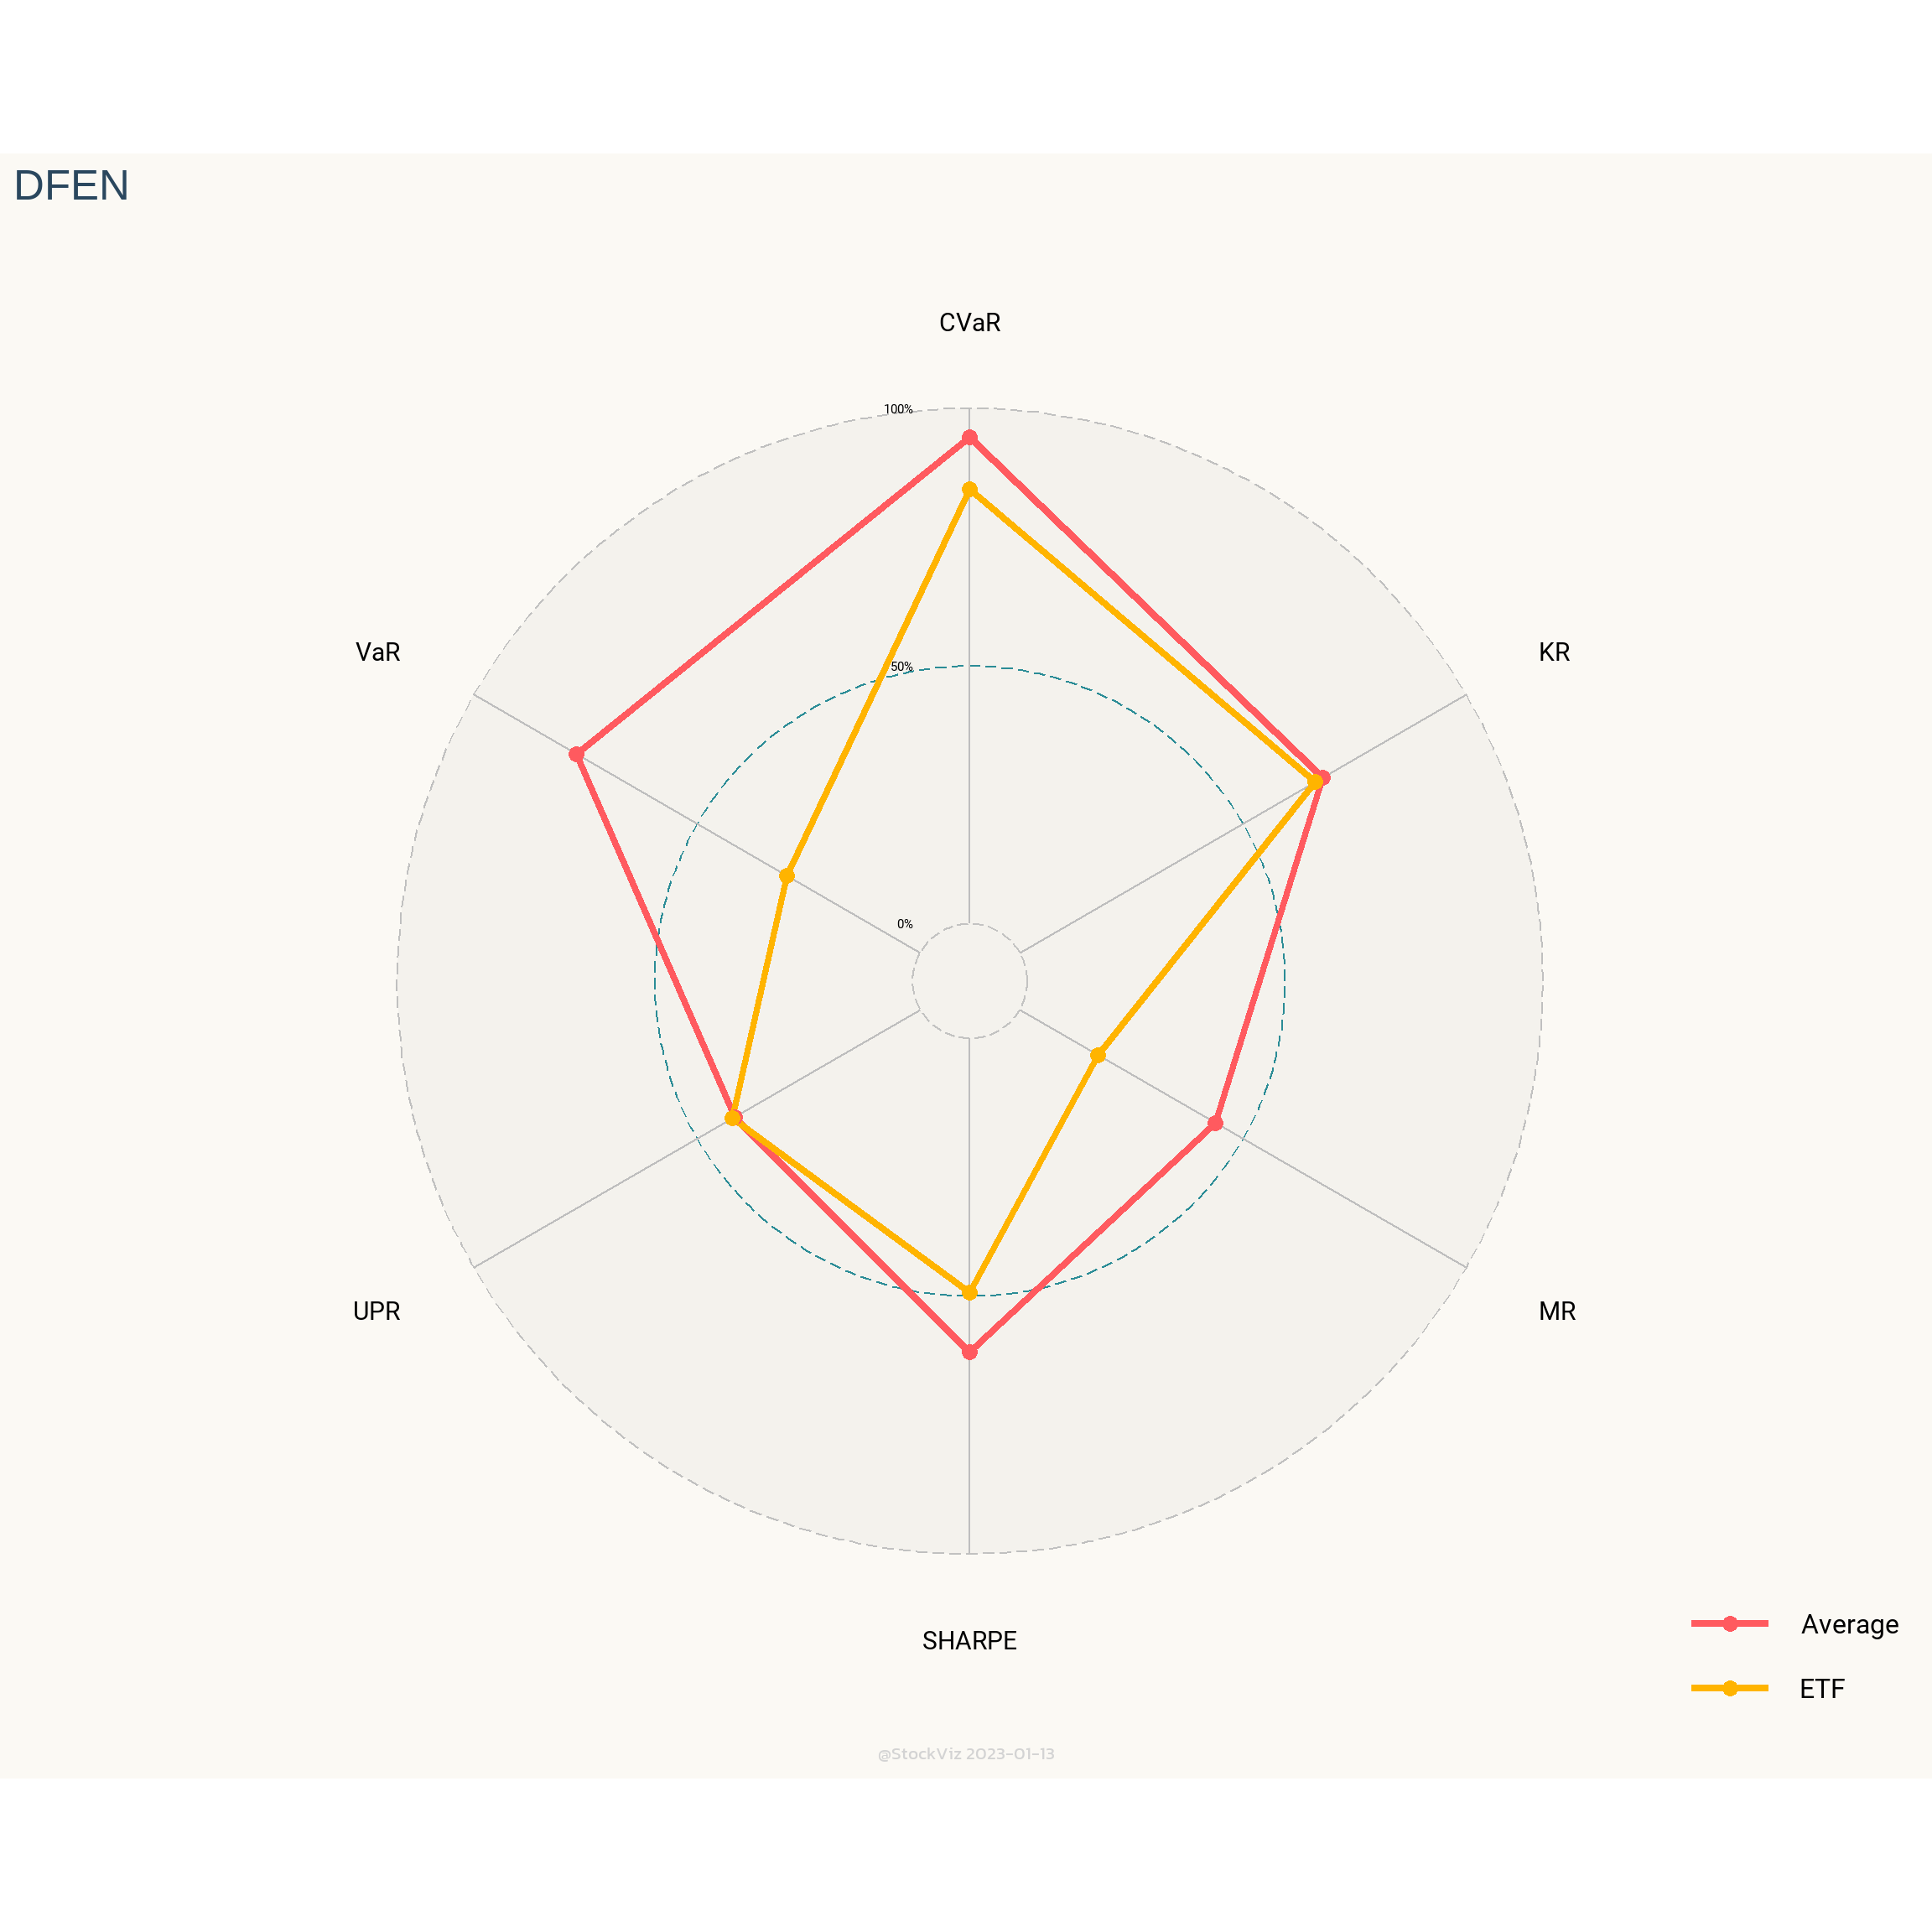 DFEN
CVaR
100%
VaR
KR
50%
0%
UPR
MR
SHARPE
Average
ETF
@StockViz 2023-01-13